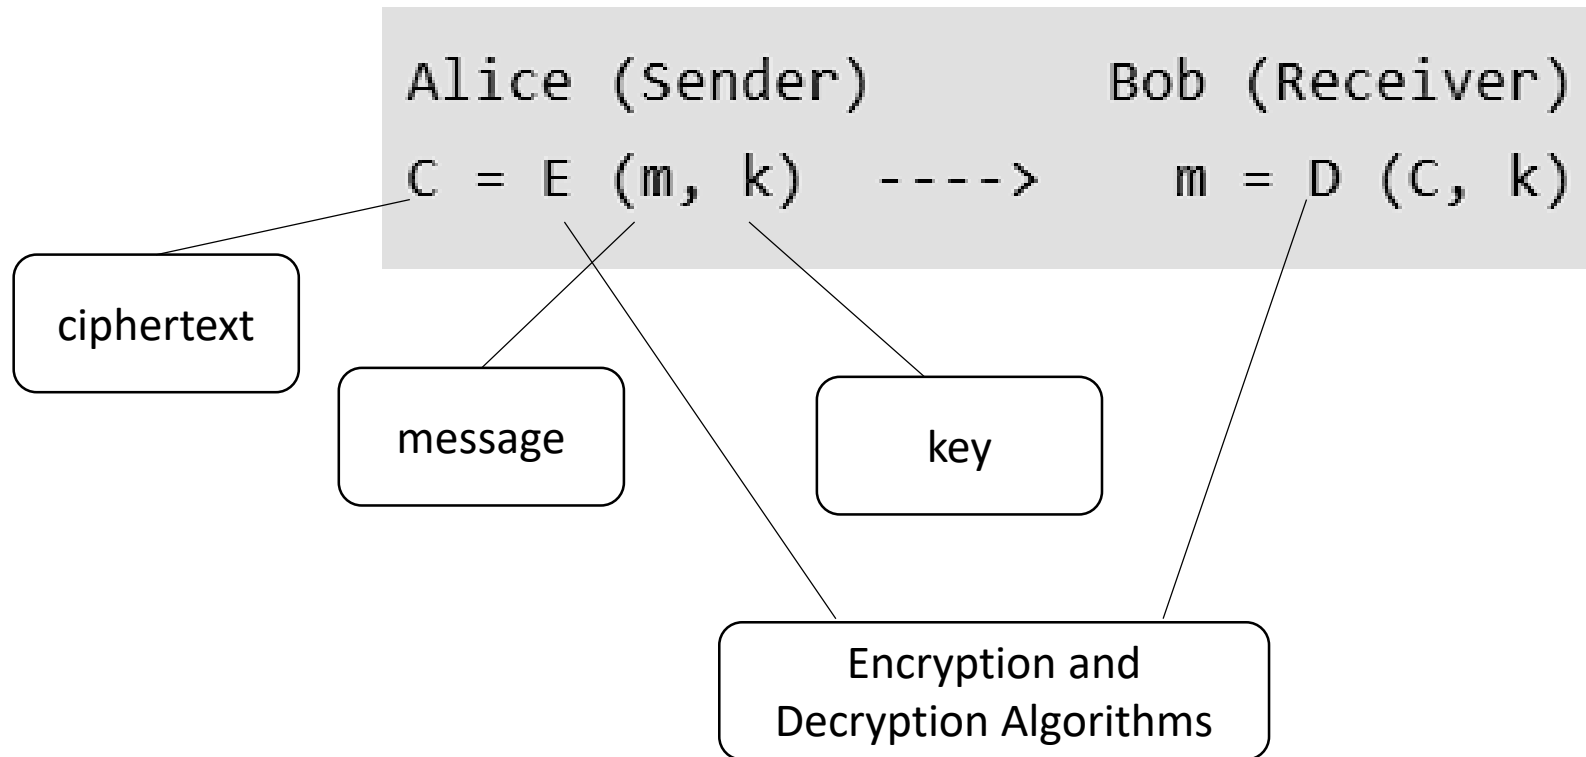 Alice (Sender) Bob (Receiver)
C = E (m, k) ----> m = D (C, k)
ciphertext
message
key
Encryption and
Decryption Algorithms